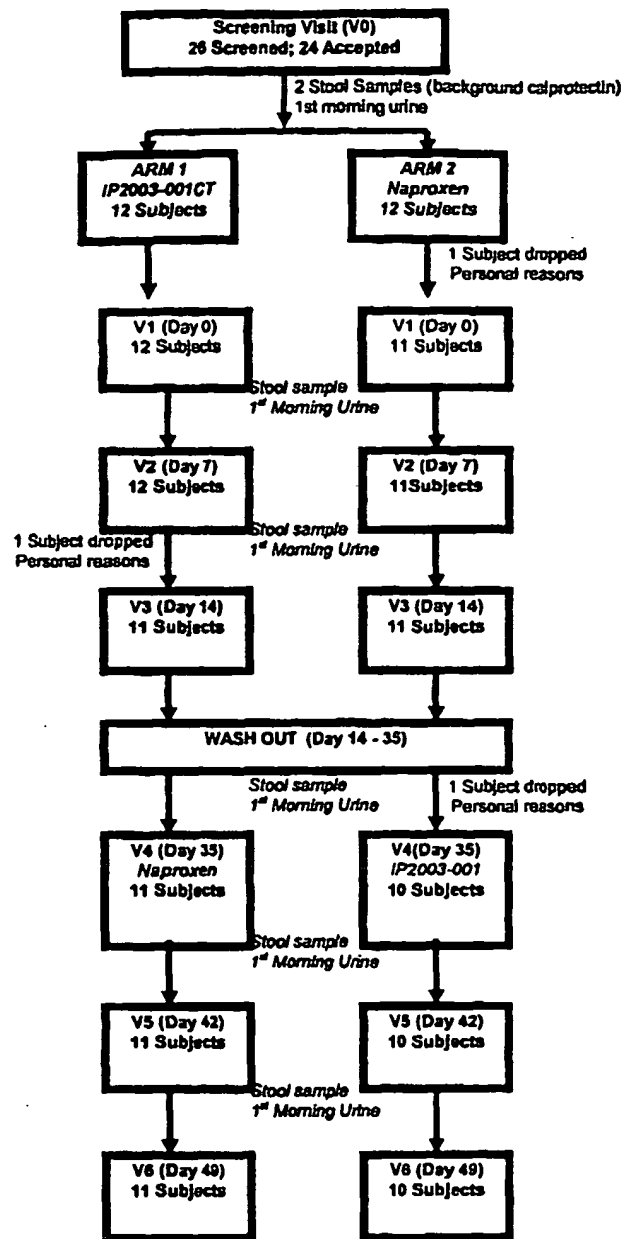 Screening Visit (V0)
26 Screened; 24 Accepted
2 Stool Samples (background calprotectin)
1st morning urine
ARM 1
IP2003-001CT
12 Subjects
ARM 2
Naproxen
12 Subjects
1 Subject dropped
Personal reasons
V1 (Day 0)
12 Subjects
V1 (Day 0)
11 Subjects
Stool sample
1st Morning Urine
V2 (Day 7)
12 Subjects
V2 (Day 7)
11Subjects
1 Subject dropped
Personal reasons
Stool sample
1st Morning Urine
V3 (Day 14)
11 Subjects
V3 (Day 14)
11 Subjects
WASH OUT (Day 14 - 35)
Stool sample
1st Morning Urine
1 Subject dropped
Personal reasons
V4 (Day 35)
Naproxen
11 Subjects
V4(Day 35)
IP2003-001
10 Subjects
Stool sample
1st Morning Urine
V5 (Day 42)
11 Subjects
V5 (Day 42)
10 Subjects
Stool sample
1st Morning Urine
V6 (Day 49)
11 Subjects
V6 (Day 49)
10 Subjects